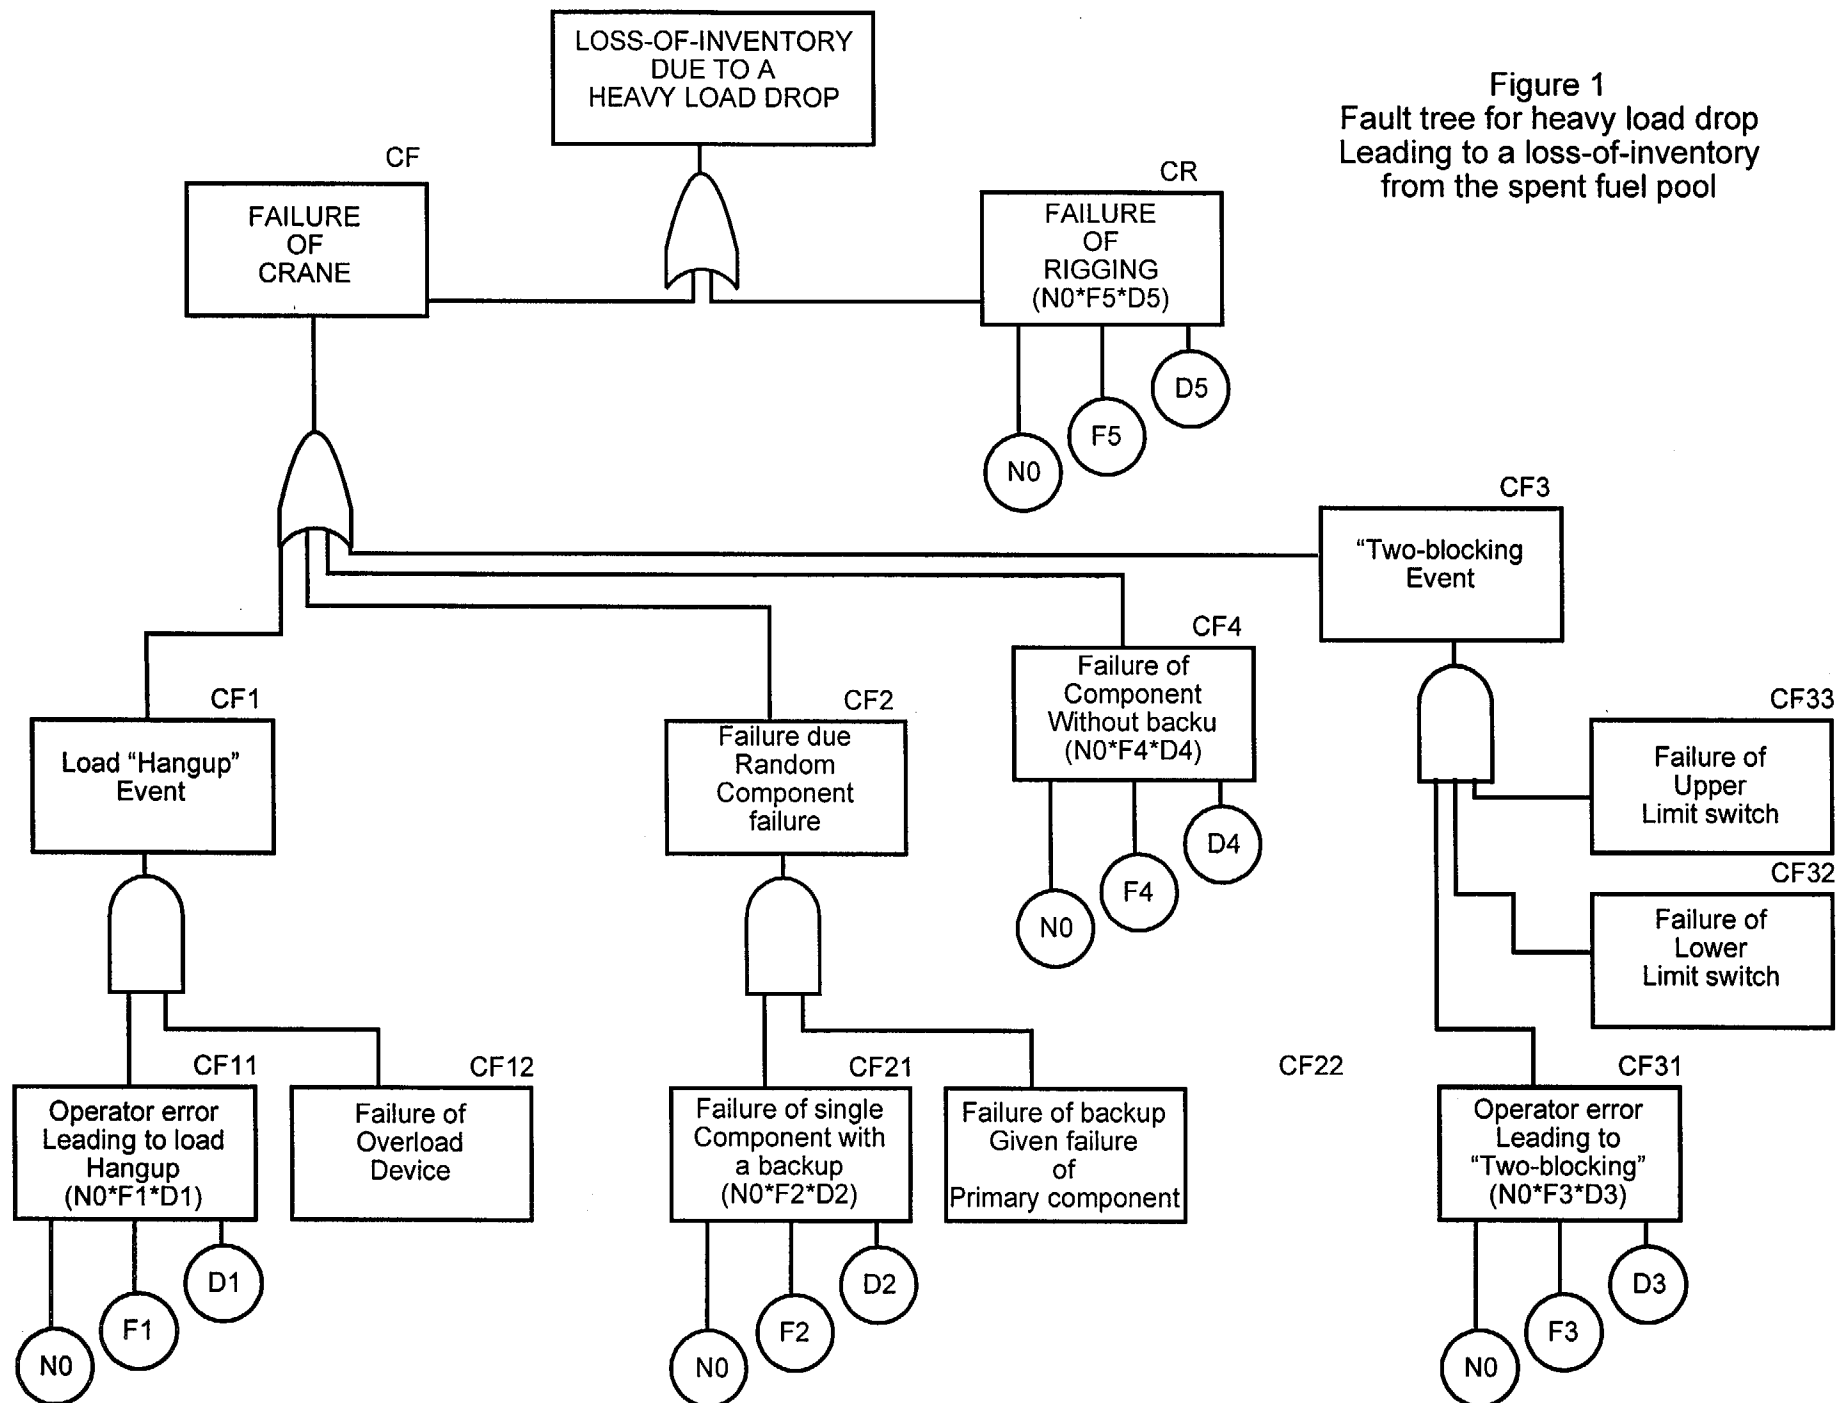 LOSS-OF-INVENTORY
DUE TO A
HEAVY LOAD DROP
Figure 1
Fault tree for heavy load drop
Leading to a loss-of-inventory
from the spent fuel pool
CF
FAILURE
OF
CRANE
CR
FAILURE
OF
RIGGING
(N0*F5*D5)
D5
F5
N0
CF3
“Two-blocking
Event
CF4
Failure of
Component
Without backu
(N0*F4*D4)
D4
F4
N0
CF1
Load “Hangup”
Event
CF2
Failure due
Random
Component
failure
CF33
Failure of
Upper
Limit switch
CF32
Failure of
Lower
Limit switch
CF11
Operator error
Leading to load
Hangup
(N0*F1*D1)
D1
F1
N0
CF12
Failure of
Overload
Device
CF21
Failure of single
Component with
a backup
(N0*F2*D2)
D2
F2
N0
CF22
Failure of backup
Given failure
of
Primary component
CF31
Operator error
Leading to
“Two-blocking”
(N0*F3*D3)
D3
F3
N0